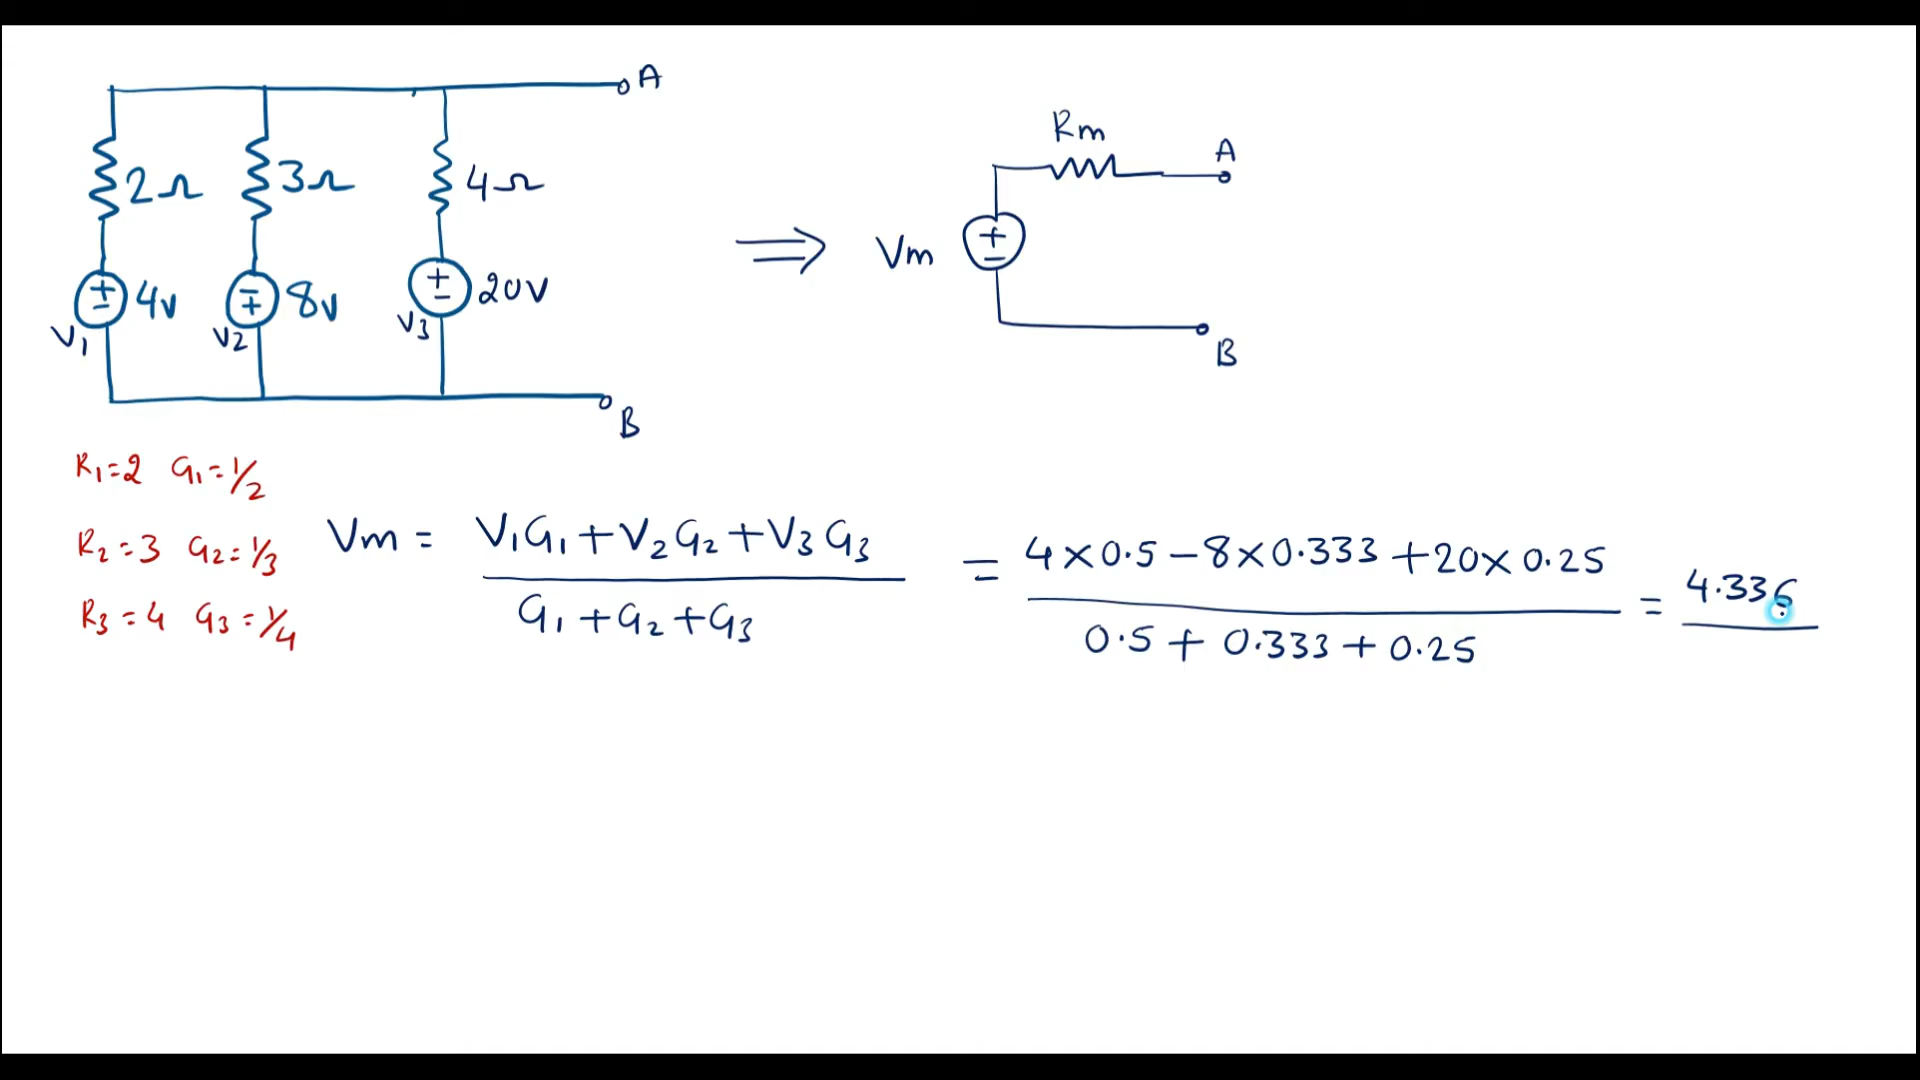 A
2Ω 3Ω 4Ω
4v 8v 20V
V1 V2 V3
B
⇒
Rm
A
Vm
B
R1=2 G1=1/2
R2=3 G2=1/3
R3=4 G3=1/4
Vm = V1G1+V2G2+V3G3
G1+G2+G3
= 4×0.5-8×0.333+20×0.25
0.5+0.333+0.25
= 4.336